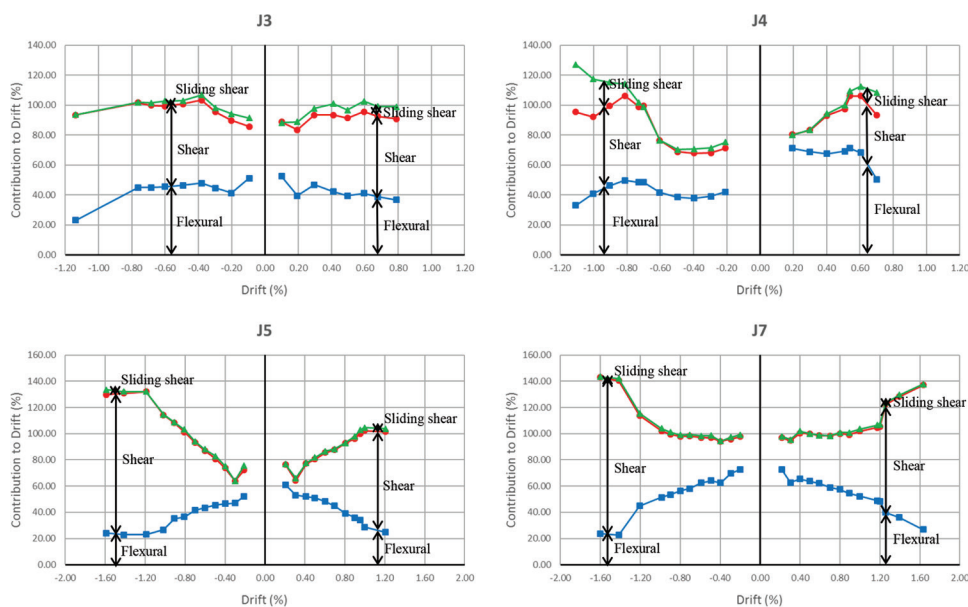 J3
140.00
120.00
100.00
80.00
60.00
40.00
20.00
0.00
Contribution to Drift (%)
Sliding shear
Sliding shear
Shear
Shear
Flexural
Flexural
-1.20 -1.00 -0.80 -0.60 -0.40 -0.20 0.00 0.20 0.40 0.60 0.80 1.00 1.20
Drift (%)
J4
140.00
120.00
100.00
80.00
60.00
40.00
20.00
0.00
Contribution to Drift (%)
Sliding shear
Sliding shear
Shear
Shear
Flexural
Flexural
-1.20 -1.00 -0.80 -0.60 -0.40 -0.20 0.00 0.20 0.40 0.60 0.80 1.00 1.20
Drift (%)
J5
160.00
140.00
120.00
100.00
80.00
60.00
40.00
20.00
0.00
Contribution to Drift (%)
Sliding shear
Sliding shear
Shear
Shear
Flexural
Flexural
-2.00 -1.60 -1.20 -0.80 -0.40 0.00 0.40 0.80 1.20 1.60 2.00
Drift (%)
J7
160.00
140.00
120.00
100.00
80.00
60.00
40.00
20.00
0.00
Contribution to Drift (%)
Sliding shear
Sliding shear
Shear
Shear
Flexural
Flexural
-2.00 -1.60 -1.20 -0.80 -0.40 0.00 0.40 0.80 1.20 1.60 2.00
Drift (%)